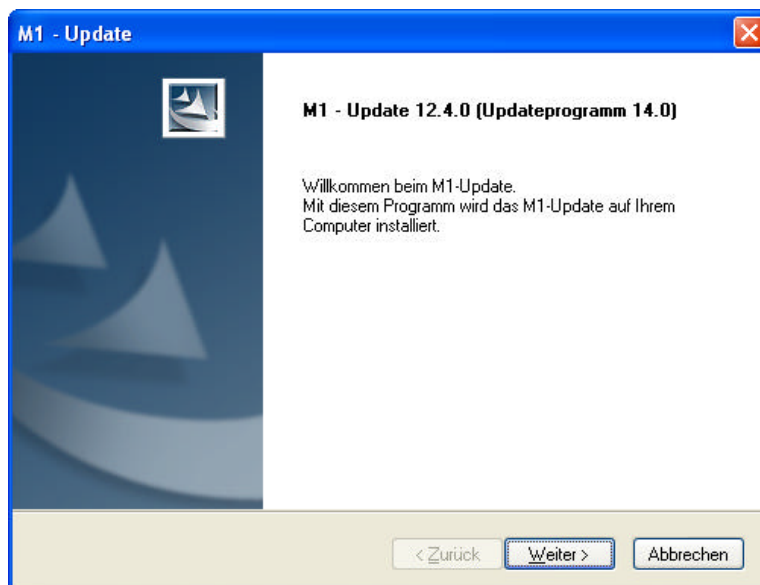 M1 - Update
M1 - Update 12.4.0 (Updateprogramm 14.0)
Willkommen beim M1-Update.
Mit diesem Programm wird das M1-Update auf Ihrem
Computer installiert.
< Zurück Weiter > Abbrechen